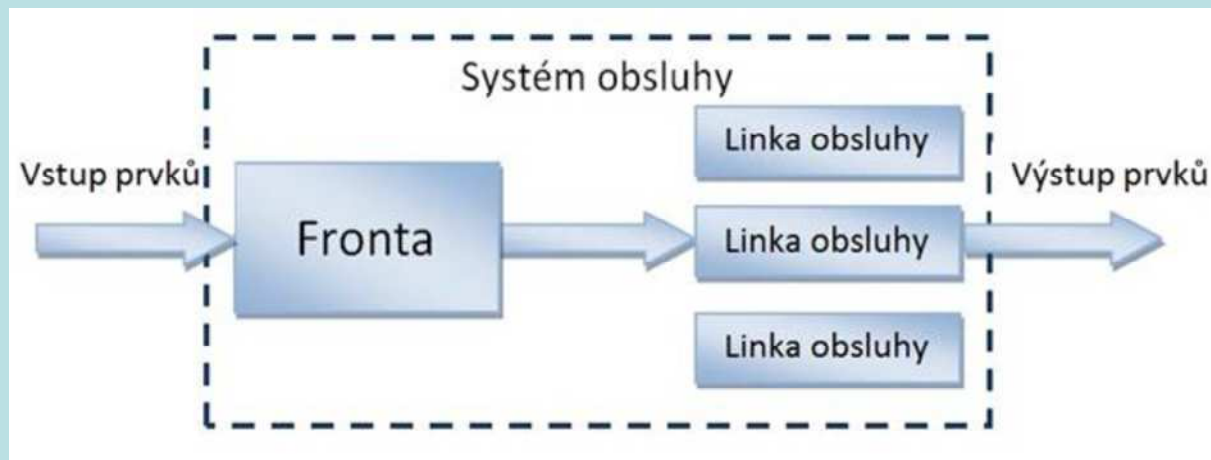 Systém obsluhy
Vstup prvků
Fronta
Linka obsluhy
Linka obsluhy
Linka obsluhy
Výstup prvků